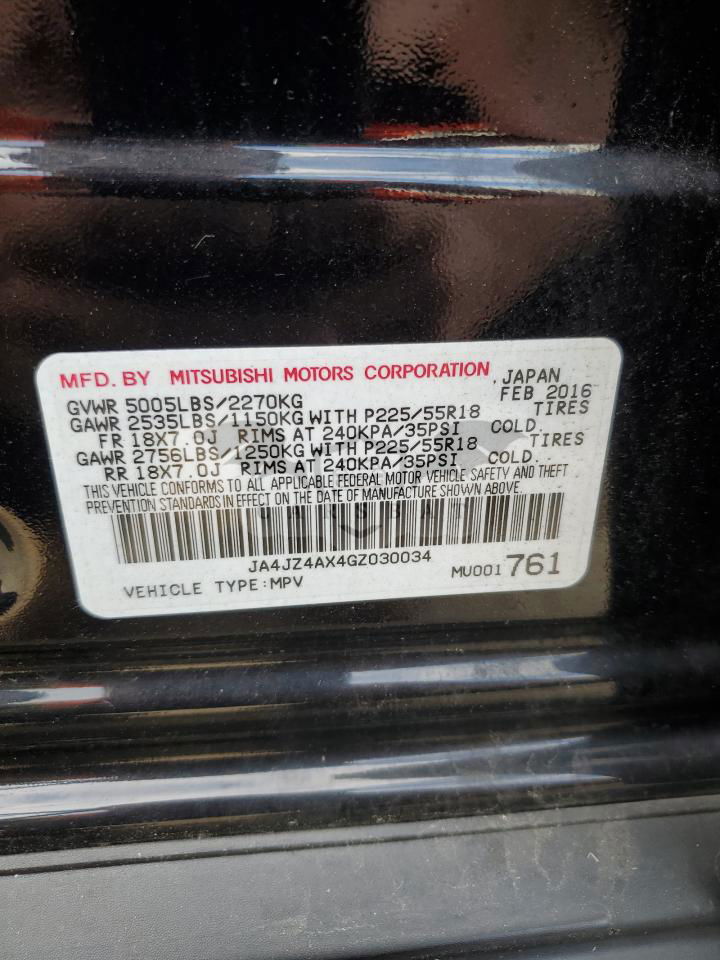 MFD. BY MITSUBISHI MOTORS CORPORATION, JAPAN
GVWR 5005LBS/2270KG FEB 2016
GAWR 2535LBS/1150KG WITH P225/55R18 TIRES
FR 18X7.0J RIMS AT 240KPA/35PSI COLD.
GAWR 2756LBS/1250KG WITH P225/55R18 TIRES
RR 18X7.0J RIMS AT 240KPA/35PSI COLD.
THIS VEHICLE CONFORMS TO ALL APPLICABLE FEDERAL MOTOR VEHICLE SAFETY AND THEFT
PREVENTION STANDARDS IN EFFECT ON THE DATE OF MANUFACTURE SHOWN ABOVE.
JA4JZ4AX4GZ030034
VEHICLE TYPE:MPV MU001761